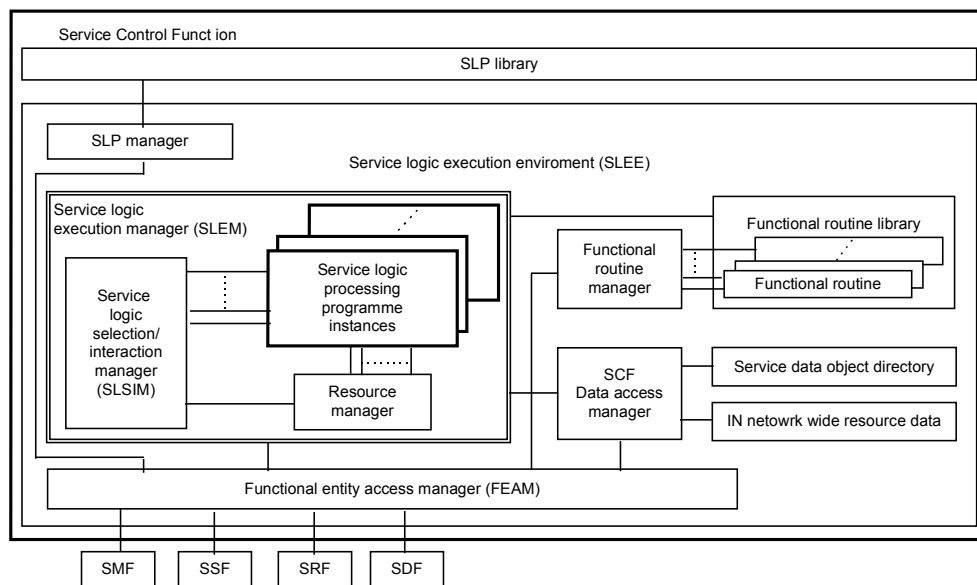 Service Control Funct ion
SLP library
SLP manager
Service logic execution enviroment (SLEE)
Service logic
execution manager (SLEM)
Service logic
processing
programme
instances
Service
logic
selection/
interaction
manager
(SLSIM)
Resource
manager
Functional
routine
manager
Functional routine library
Functional routine
SCF
Data access
manager
Service data object directory
IN netowrk wide resource data
Functional entity access manager (FEAM)
SMF
SSF
SRF
SDF